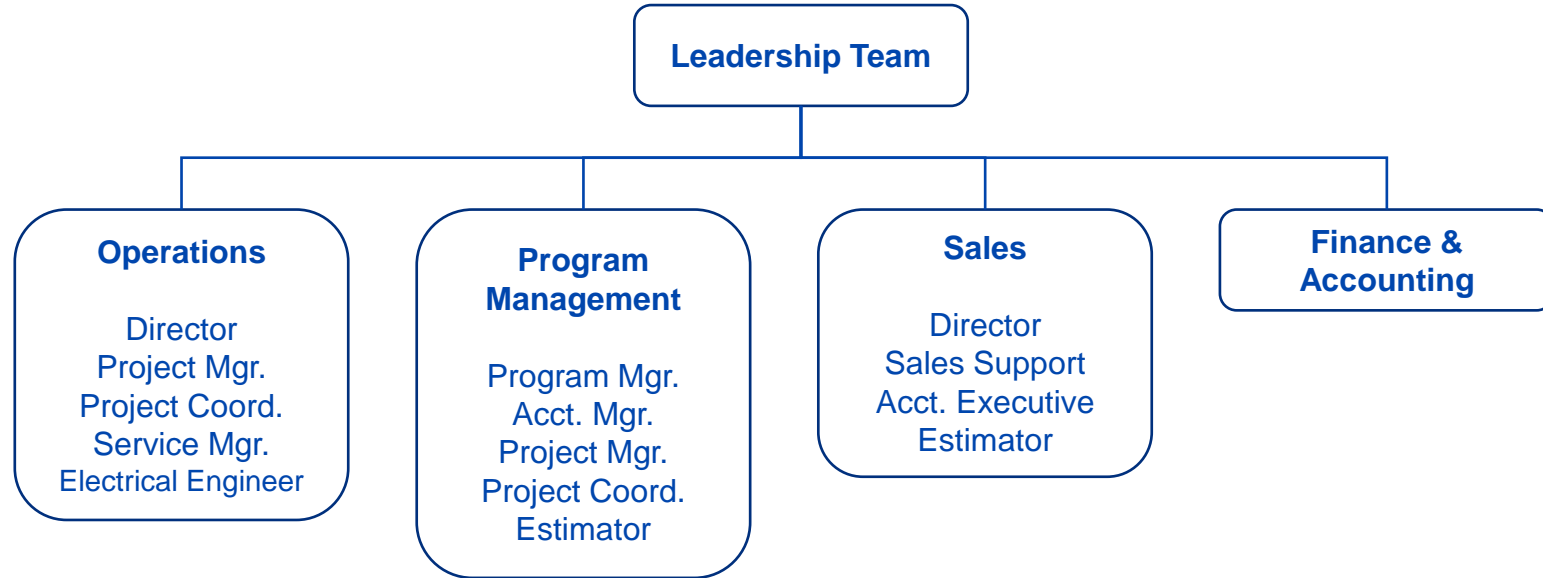 Leadership Team
Operations
Director
Project Mgr.
Project Coord.
Service Mgr.
Electrical Engineer
Program
Management
Program Mgr.
Acct. Mgr.
Project Mgr.
Project Coord.
Estimator
Sales
Director
Sales Support
Acct. Executive
Estimator
Finance &
Accounting